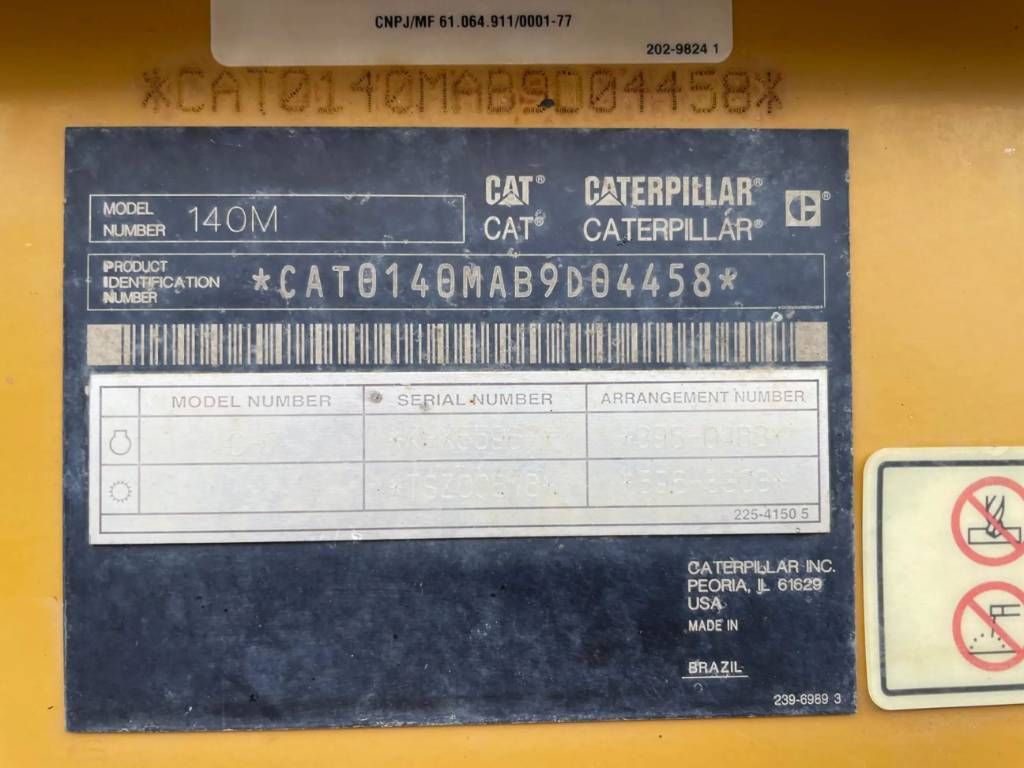 CNPJ/MF 61.064.911/0001-77
202-9824 1
*CAT0140MAB9D04458*
MODEL NUMBER 140M
CAT® CATERPILLAR® ®
CAT® CATERPILLAR®
PRODUCT IDENTIFICATION NUMBER *CAT0140MAB9D04458*
MODEL NUMBER SERIAL NUMBER ARRANGEMENT NUMBER
225-4150 5
CATERPILLAR INC.
PEORIA, IL 61629
USA
MADE IN
BRAZIL
239-6989 3